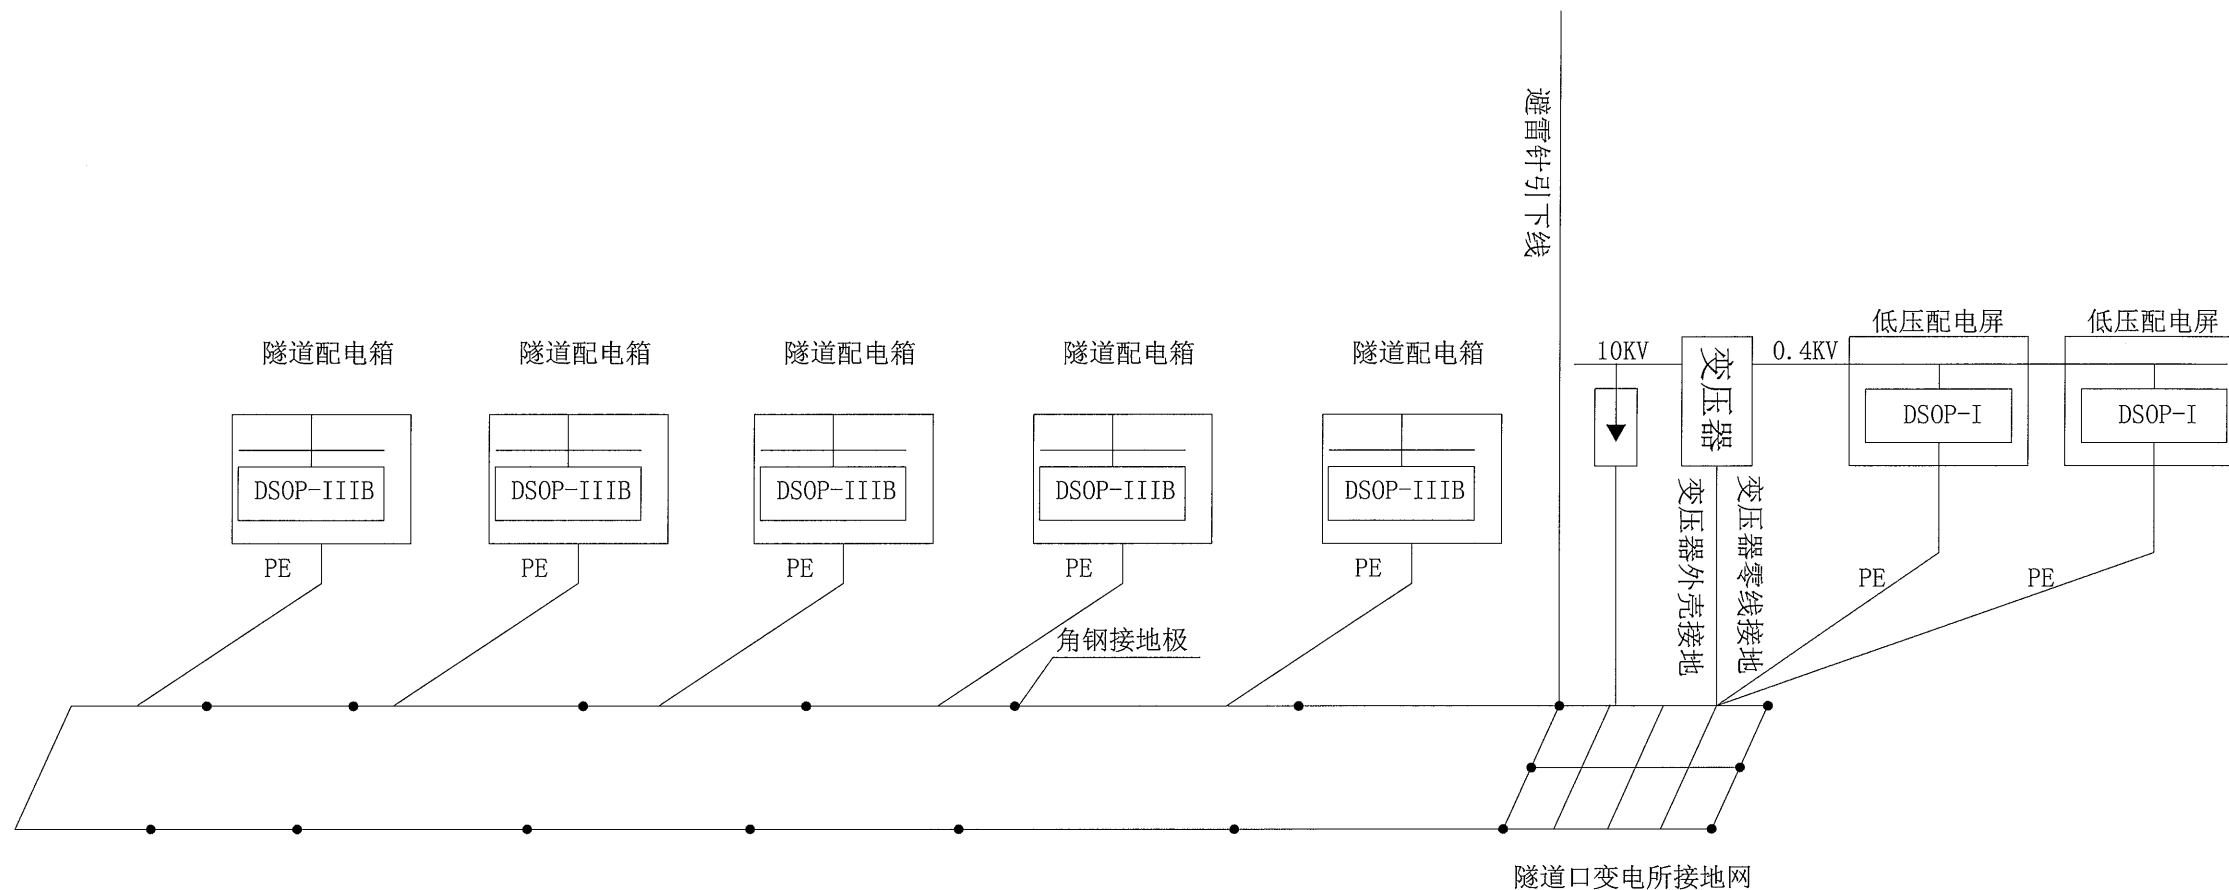 避雷针引下线
低压配电屏
低压配电屏
隧道配电箱
隧道配电箱
隧道配电箱
隧道配电箱
隧道配电箱
10KV
变压器
0.4KV
DSOP-I
DSOP-I
DSOP-IIIB
DSOP-IIIB
DSOP-IIIB
DSOP-IIIB
DSOP-IIIB
变压器外壳接地
变压器零线接地
PE
PE
PE
PE
PE
PE
PE
角钢接地极
隧道口变电所接地网